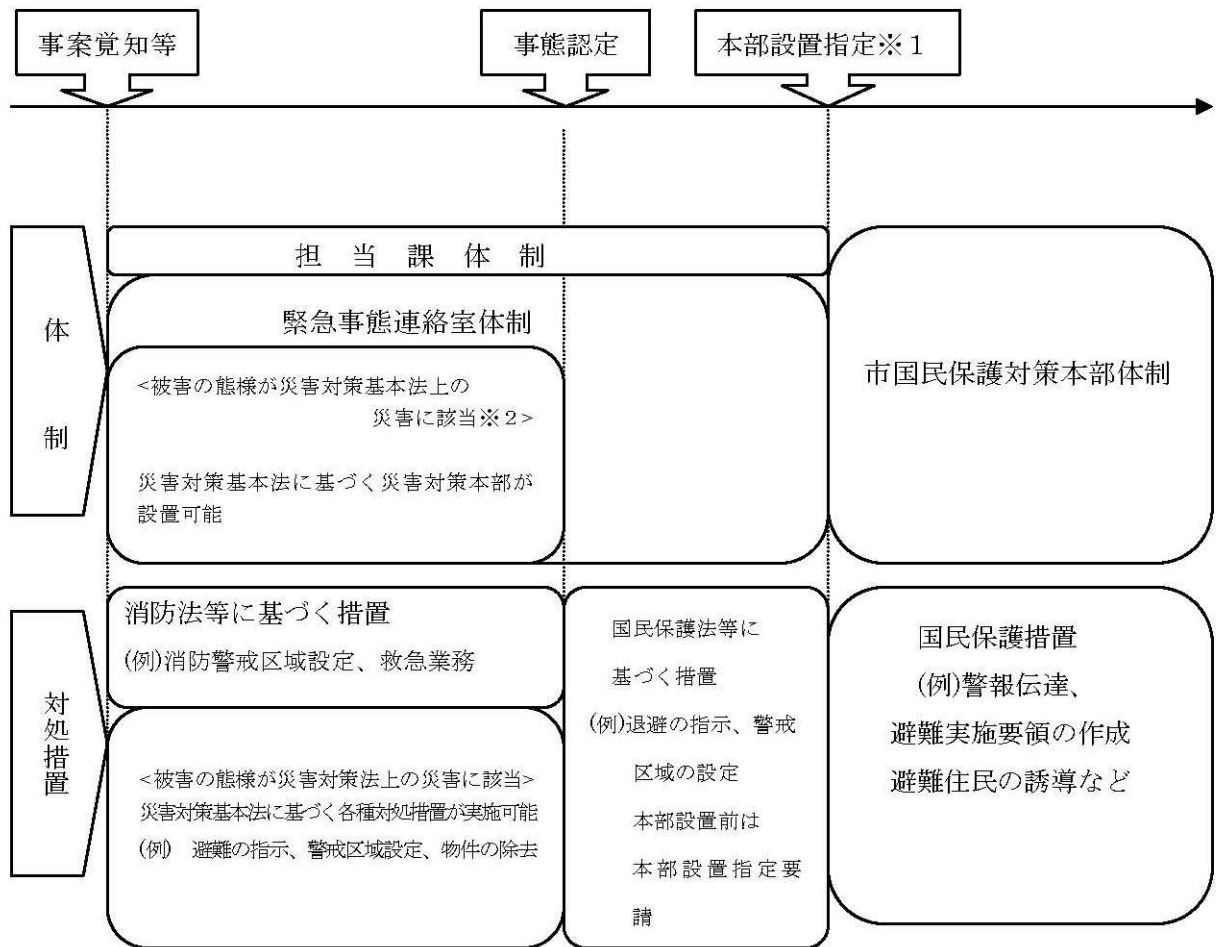 事案覚知等
事態認定
本部設置指定※1
体制
担当課体制
緊急事態連絡室体制
<被害の態様が災害対策基本法上の
災害に該当※2>
災害対策基本法に基づく災害対策本部が
設置可能
市国民保護対策本部体制
対処措置
消防法等に基づく措置
(例)消防警戒区域設定、救急業務
<被害の態様が災害対策法上の災害に該当>
災害対策基本法に基づく各種対処措置が実施可能
(例) 避難の指示、警戒区域設定、物件の除去
国民保護法等に
基づく措置
(例)退避の指示、警戒
区域の設定
本部設置前は
本部設置指定要
請
国民保護措置
(例)警報伝達、
避難実施要領の作成
避難住民の誘導など